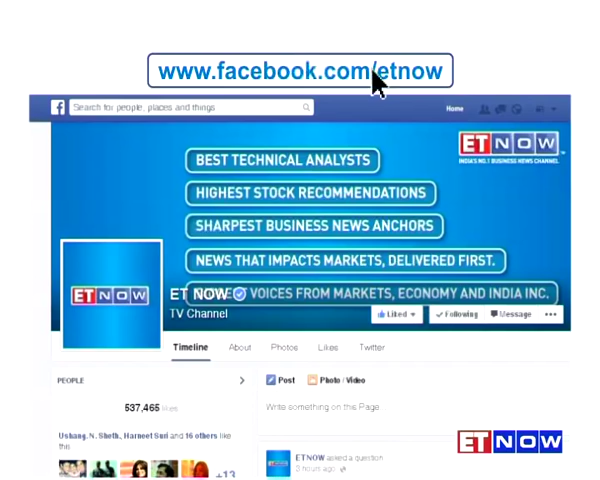 www.facebook.com/etnow
Search for people, places and things
Home
ET NOW
INDIA'S NO.1 BUSINESS NEWS CHANNEL
BEST TECHNICAL ANALYSTS
HIGHEST STOCK RECOMMENDATIONS
SHARPEST BUSINESS NEWS ANCHORS
NEWS THAT IMPACTS MARKETS, DELIVERED FIRST.
VOICES FROM MARKETS, ECONOMY AND INDIA INC.
ET NOW
ET NOW
TV Channel
Liked
Following
Message
Timeline
About
Photos
Likes
Twitter
PEOPLE
537,465 likes
Ushang. N. Sheth., Harneet Suri and 16 others like
this
+13
Post
Photo / Video
Write something on this Page
ETNOW
ETNOW asked a question
2 hours ago
ET NOW